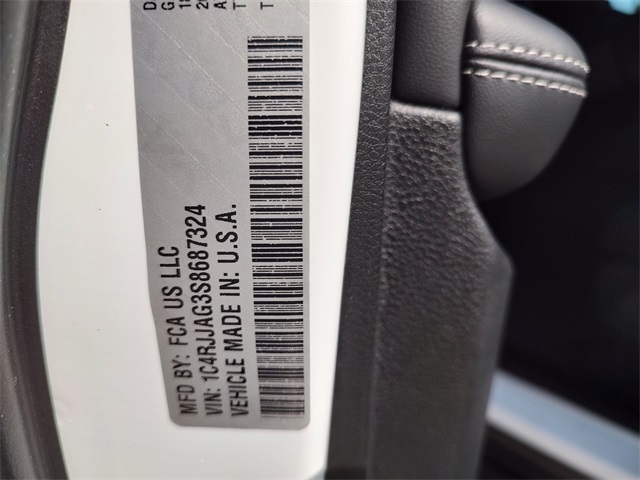 MFD BY: FCA US LLC
VIN: 1C4RJJAG3S8687324
VEHICLE MADE IN: U.S.A.